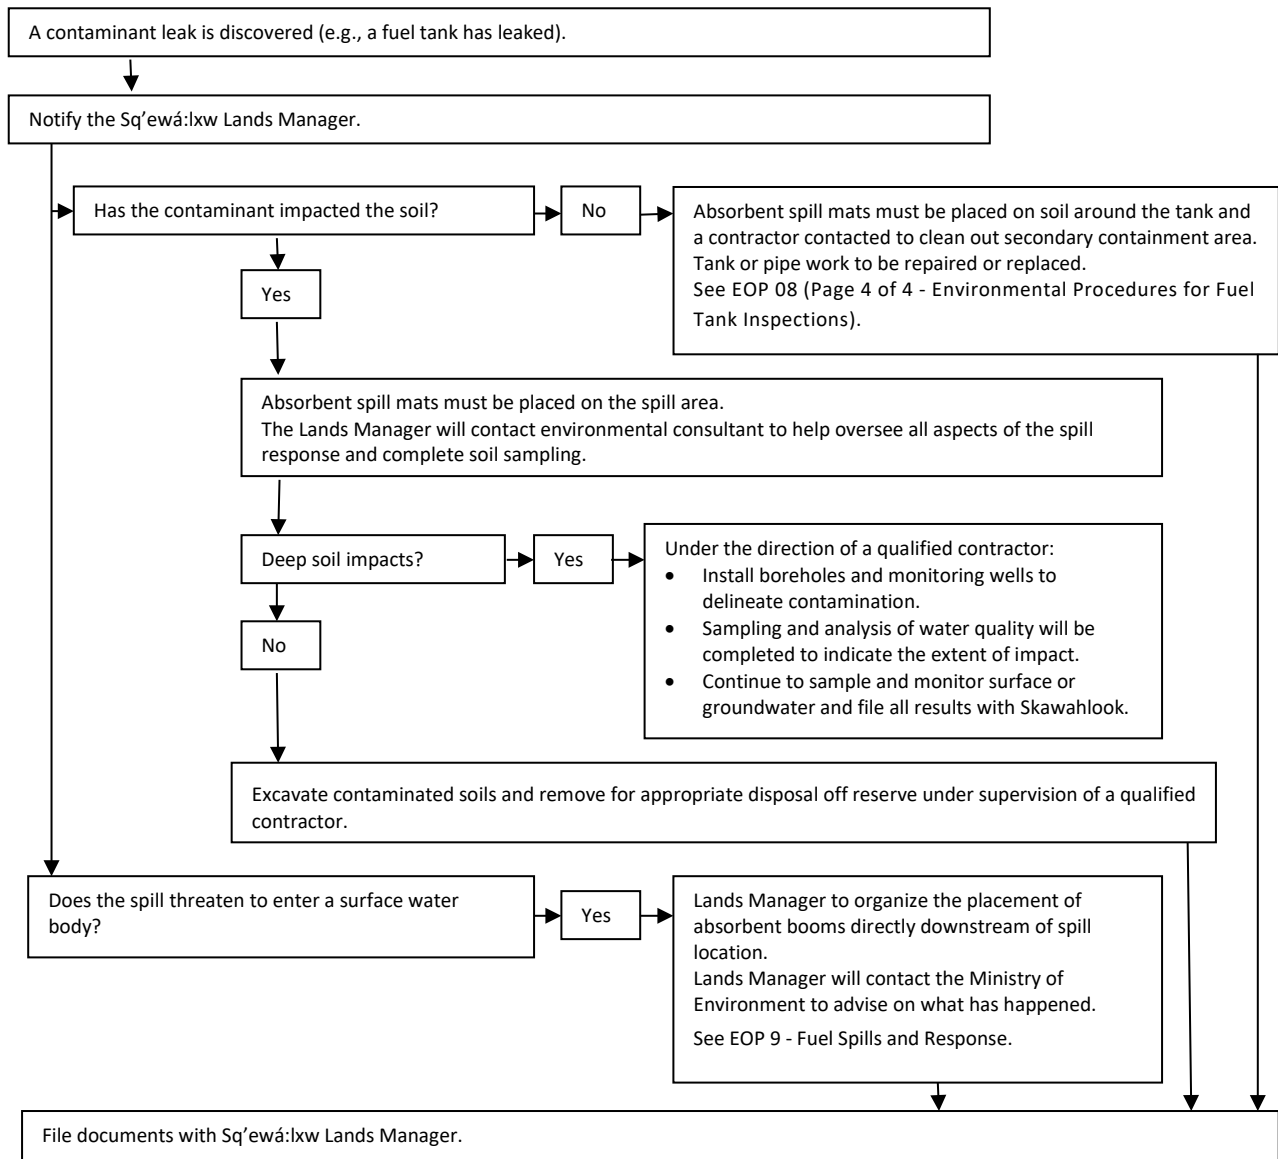 A contaminant leak is discovered (e.g., a fuel tank has leaked).
Notify the Sq’ewá:lxw Lands Manager.
Has the contaminant impacted the soil?
No
Absorbent spill mats must be placed on soil around the tank and
a contractor contacted to clean out secondary containment area.
Tank or pipe work to be repaired or replaced.
See EOP 08 (Page 4 of 4 - Environmental Procedures for Fuel
Tank Inspections).
Yes
Absorbent spill mats must be placed on the spill area.
The Lands Manager will contact environmental consultant to help oversee all aspects of the spill
response and complete soil sampling.
Deep soil impacts?
Yes
Under the direction of a qualified contractor:
• Install boreholes and monitoring wells to
delineate contamination.
• Sampling and analysis of water quality will be
completed to indicate the extent of impact.
• Continue to sample and monitor surface or
groundwater and file all results with Skawahlook.
No
Excavate contaminated soils and remove for appropriate disposal off reserve under supervision of a qualified
contractor.
Does the spill threaten to enter a surface water
body?
Yes
Lands Manager to organize the placement of
absorbent booms directly downstream of spill
location.
Lands Manager will contact the Ministry of
Environment to advise on what has happened.
See EOP 9 - Fuel Spills and Response.
File documents with Sq’ewá:lxw Lands Manager.